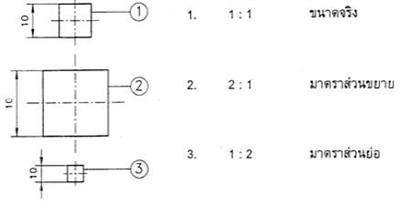 10 1 1. 1 : 1 ขนาดจริง
10 2 2. 2 : 1 มาตราส่วนขยาย
10 3 3. 1 : 2 มาตราส่วนย่อ